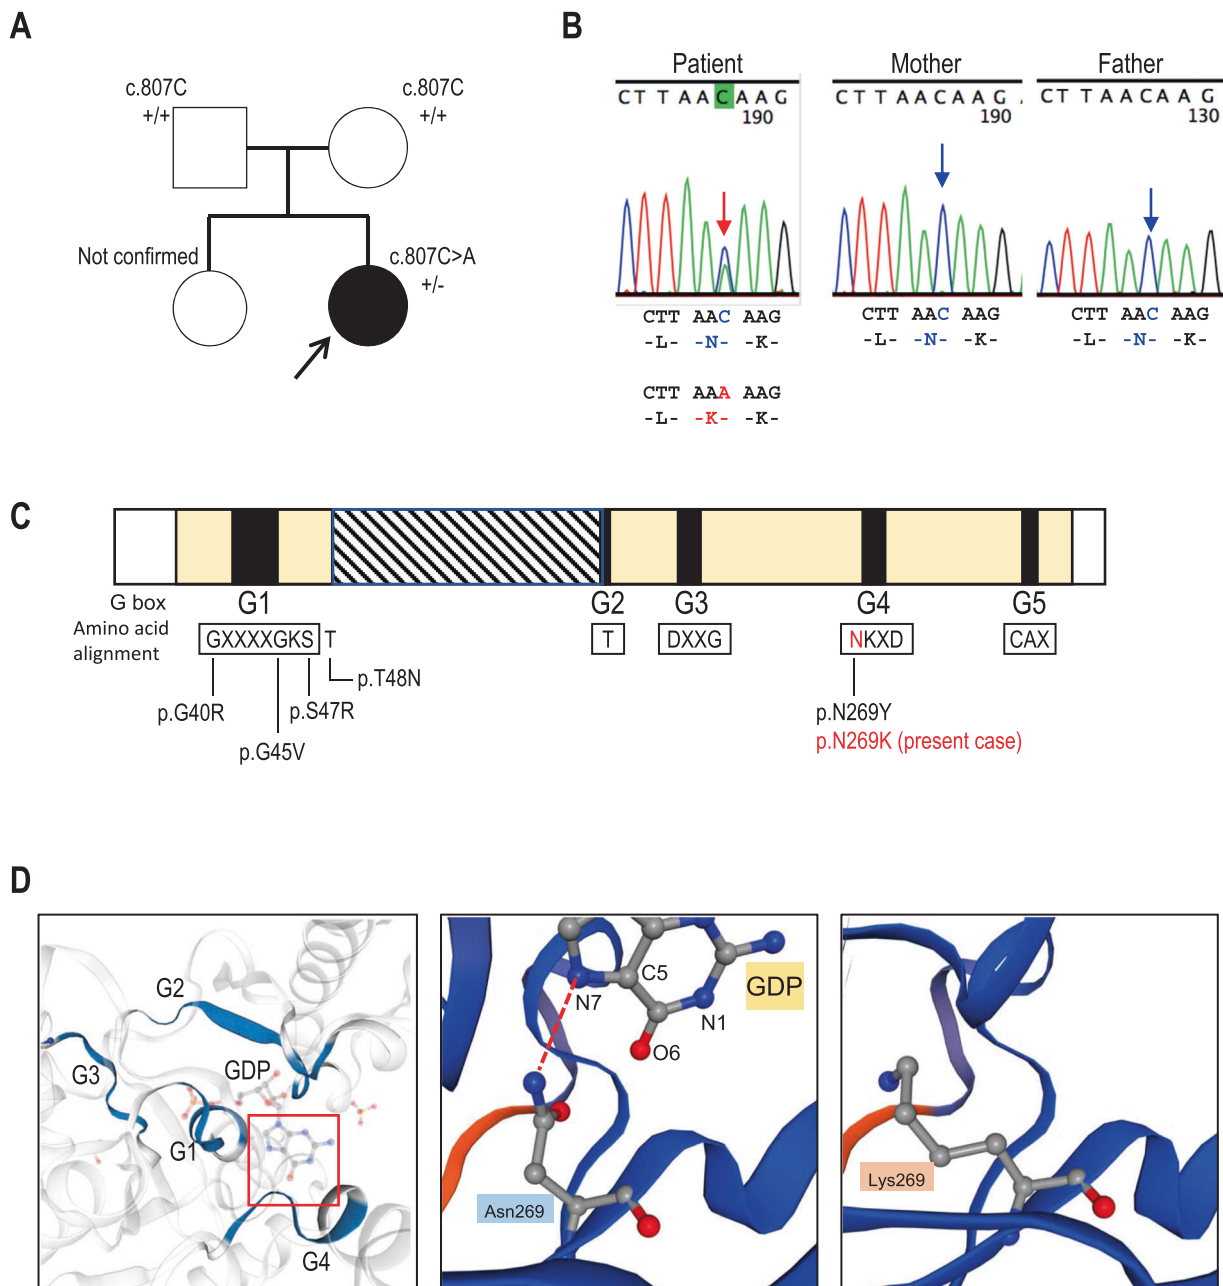 A
c.807C
+/+
c.807C
+/+
Not confirmed
c.807C>A
+/-
B
Patient
Mother
Father
C T T A A C A A G
190
C T T A A C A A G
190
C T T A A C A A G
130
CTT AAC AAG
-L- -N- -K-
CTT AAA AAG
-L- -K- -K-
CTT AAC AAG
-L- -N- -K-
CTT AAC AAG
-L- -N- -K-
C
G box
G1
G2
G3
G4
G5
Amino acid
alignment
GXXXXGKS T
T
DXXG
NKXD
CAX
p.T48N
p.G40R
p.S47R
p.G45V
p.N269Y
p.N269K (present case)
D
G2
G3
GDP
G1
G4
C5
GDP
N7
N1
O6
Asn269
Lys269